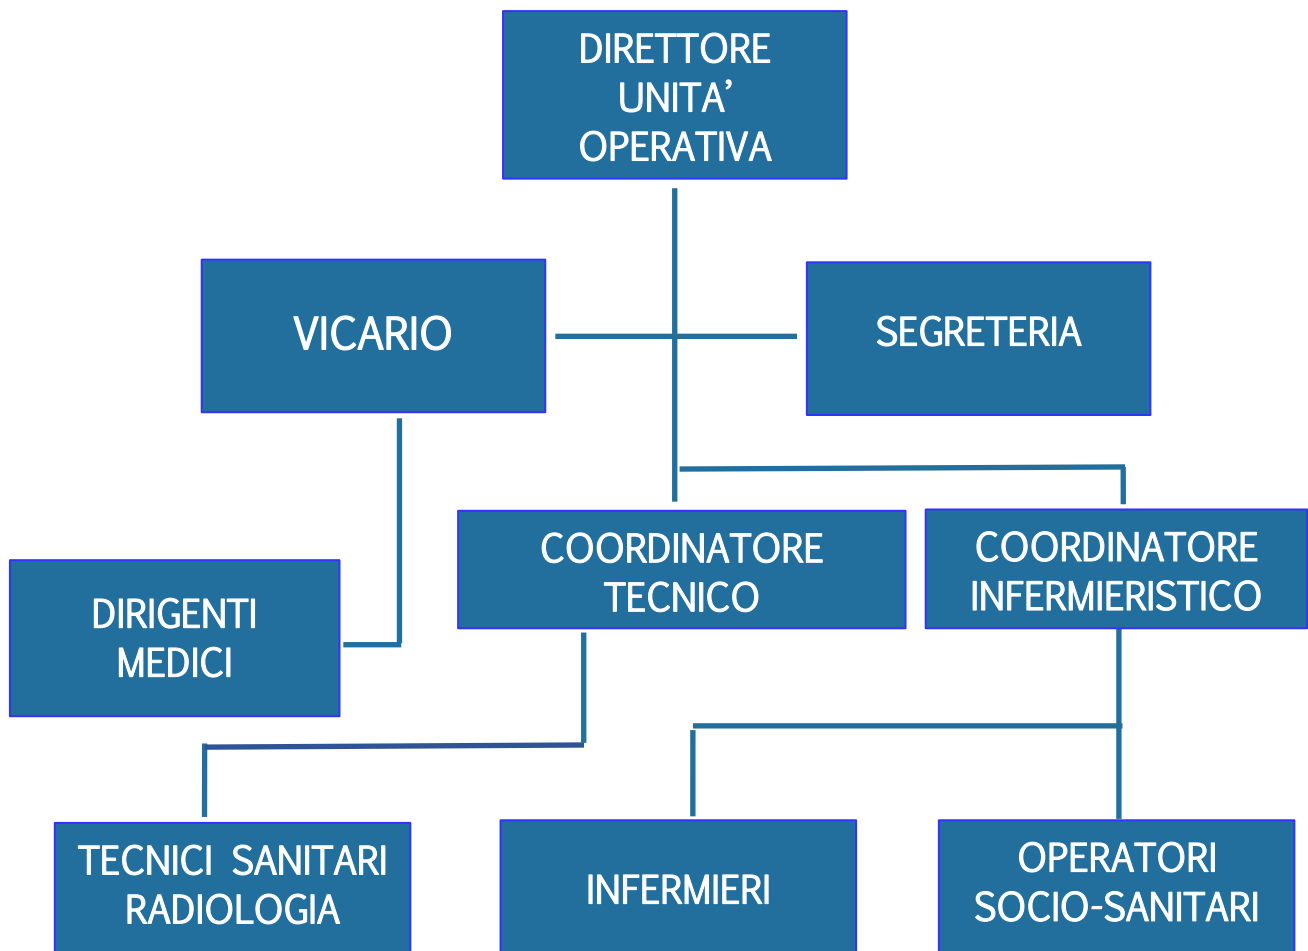 DIRETTORE
UNITA’
OPERATIVA
VICARIO
SEGRETERIA
COORDINATORE
TECNICO
COORDINATORE
INFERMIERISTICO
DIRIGENTI
MEDICI
TECNICI SANITARI
RADIOLOGIA
INFERMIERI
OPERATORI
SOCIO-SANITARI